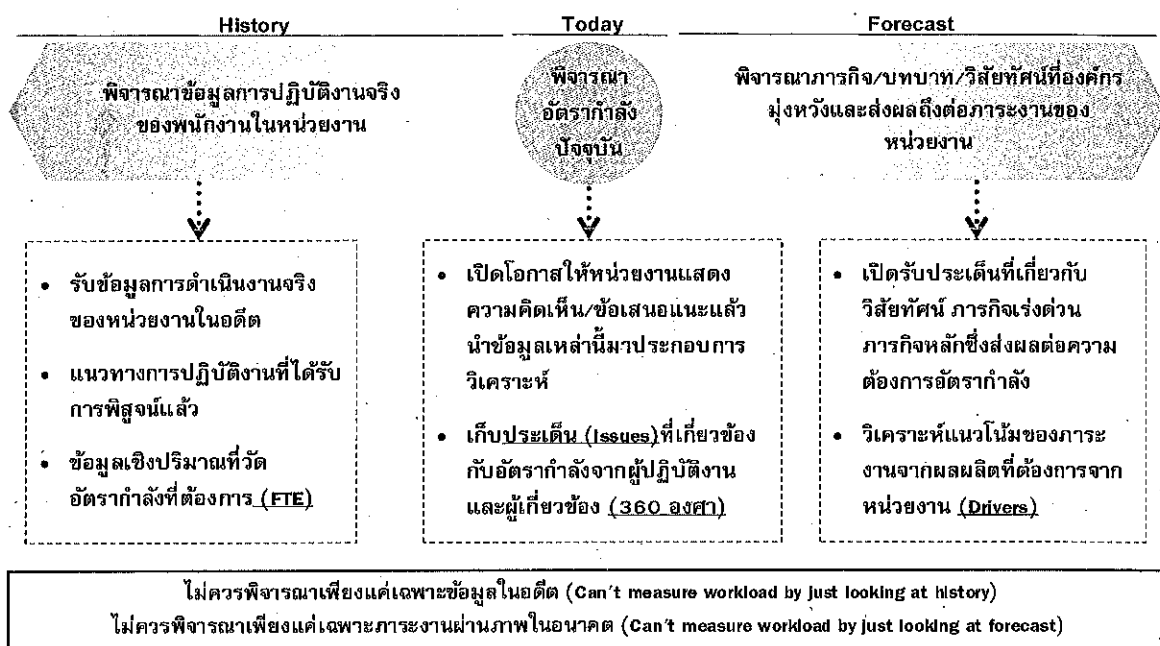 History
Today
Forecast
พิจารณาข้อมูลการปฏิบัติงานจริง
ของพนักงานในหน่วยงาน
พิจารณา
อัตรากำลัง
ปัจจุบัน
พิจารณาภารกิจ/บทบาท/วิสัยทัศน์ที่องค์กร
มุ่งหวังและส่งผลถึงต่อภาระงานของ
หน่วยงาน
• รับข้อมูลการดำเนินงานจริง
ของหน่วยงานในอดีต
• แนวทางการปฏิบัติงานที่ได้รับ
การพิสูจน์แล้ว
• ข้อมูลเชิงปริมาณที่วัด
อัตรากำลังที่ต้องการ (FTE)
• เปิดโอกาสให้หน่วยงานแสดง
ความคิดเห็น/ข้อเสนอแนะแล้ว
นำข้อมูลเหล่านี้มาประกอบการ
วิเคราะห์
• เก็บประเด็น (Issues)ที่เกี่ยวข้อง
กับอัตรากำลังจากผู้ปฏิบัติงาน
และผู้เกี่ยวข้อง (360 องศา)
• เปิดรับประเด็นที่เกี่ยวกับ
วิสัยทัศน์ ภารกิจเร่งด่วน
ภารกิจหลักซึ่งส่งผลต่อความ
ต้องการอัตรากำลัง
• วิเคราะห์แนวโน้มของภาระ
งานจากผลผลิตที่ต้องการจาก
หน่วยงาน (Drivers)
ไม่ควรพิจารณาเพียงแค่เฉพาะข้อมูลในอดีต (Can't measure workload by just looking at history)
ไม่ควรพิจารณาเพียงแค่เฉพาะภาระงานผ่านภาพในอนาคต (Can't measure workload by just looking at forecast)